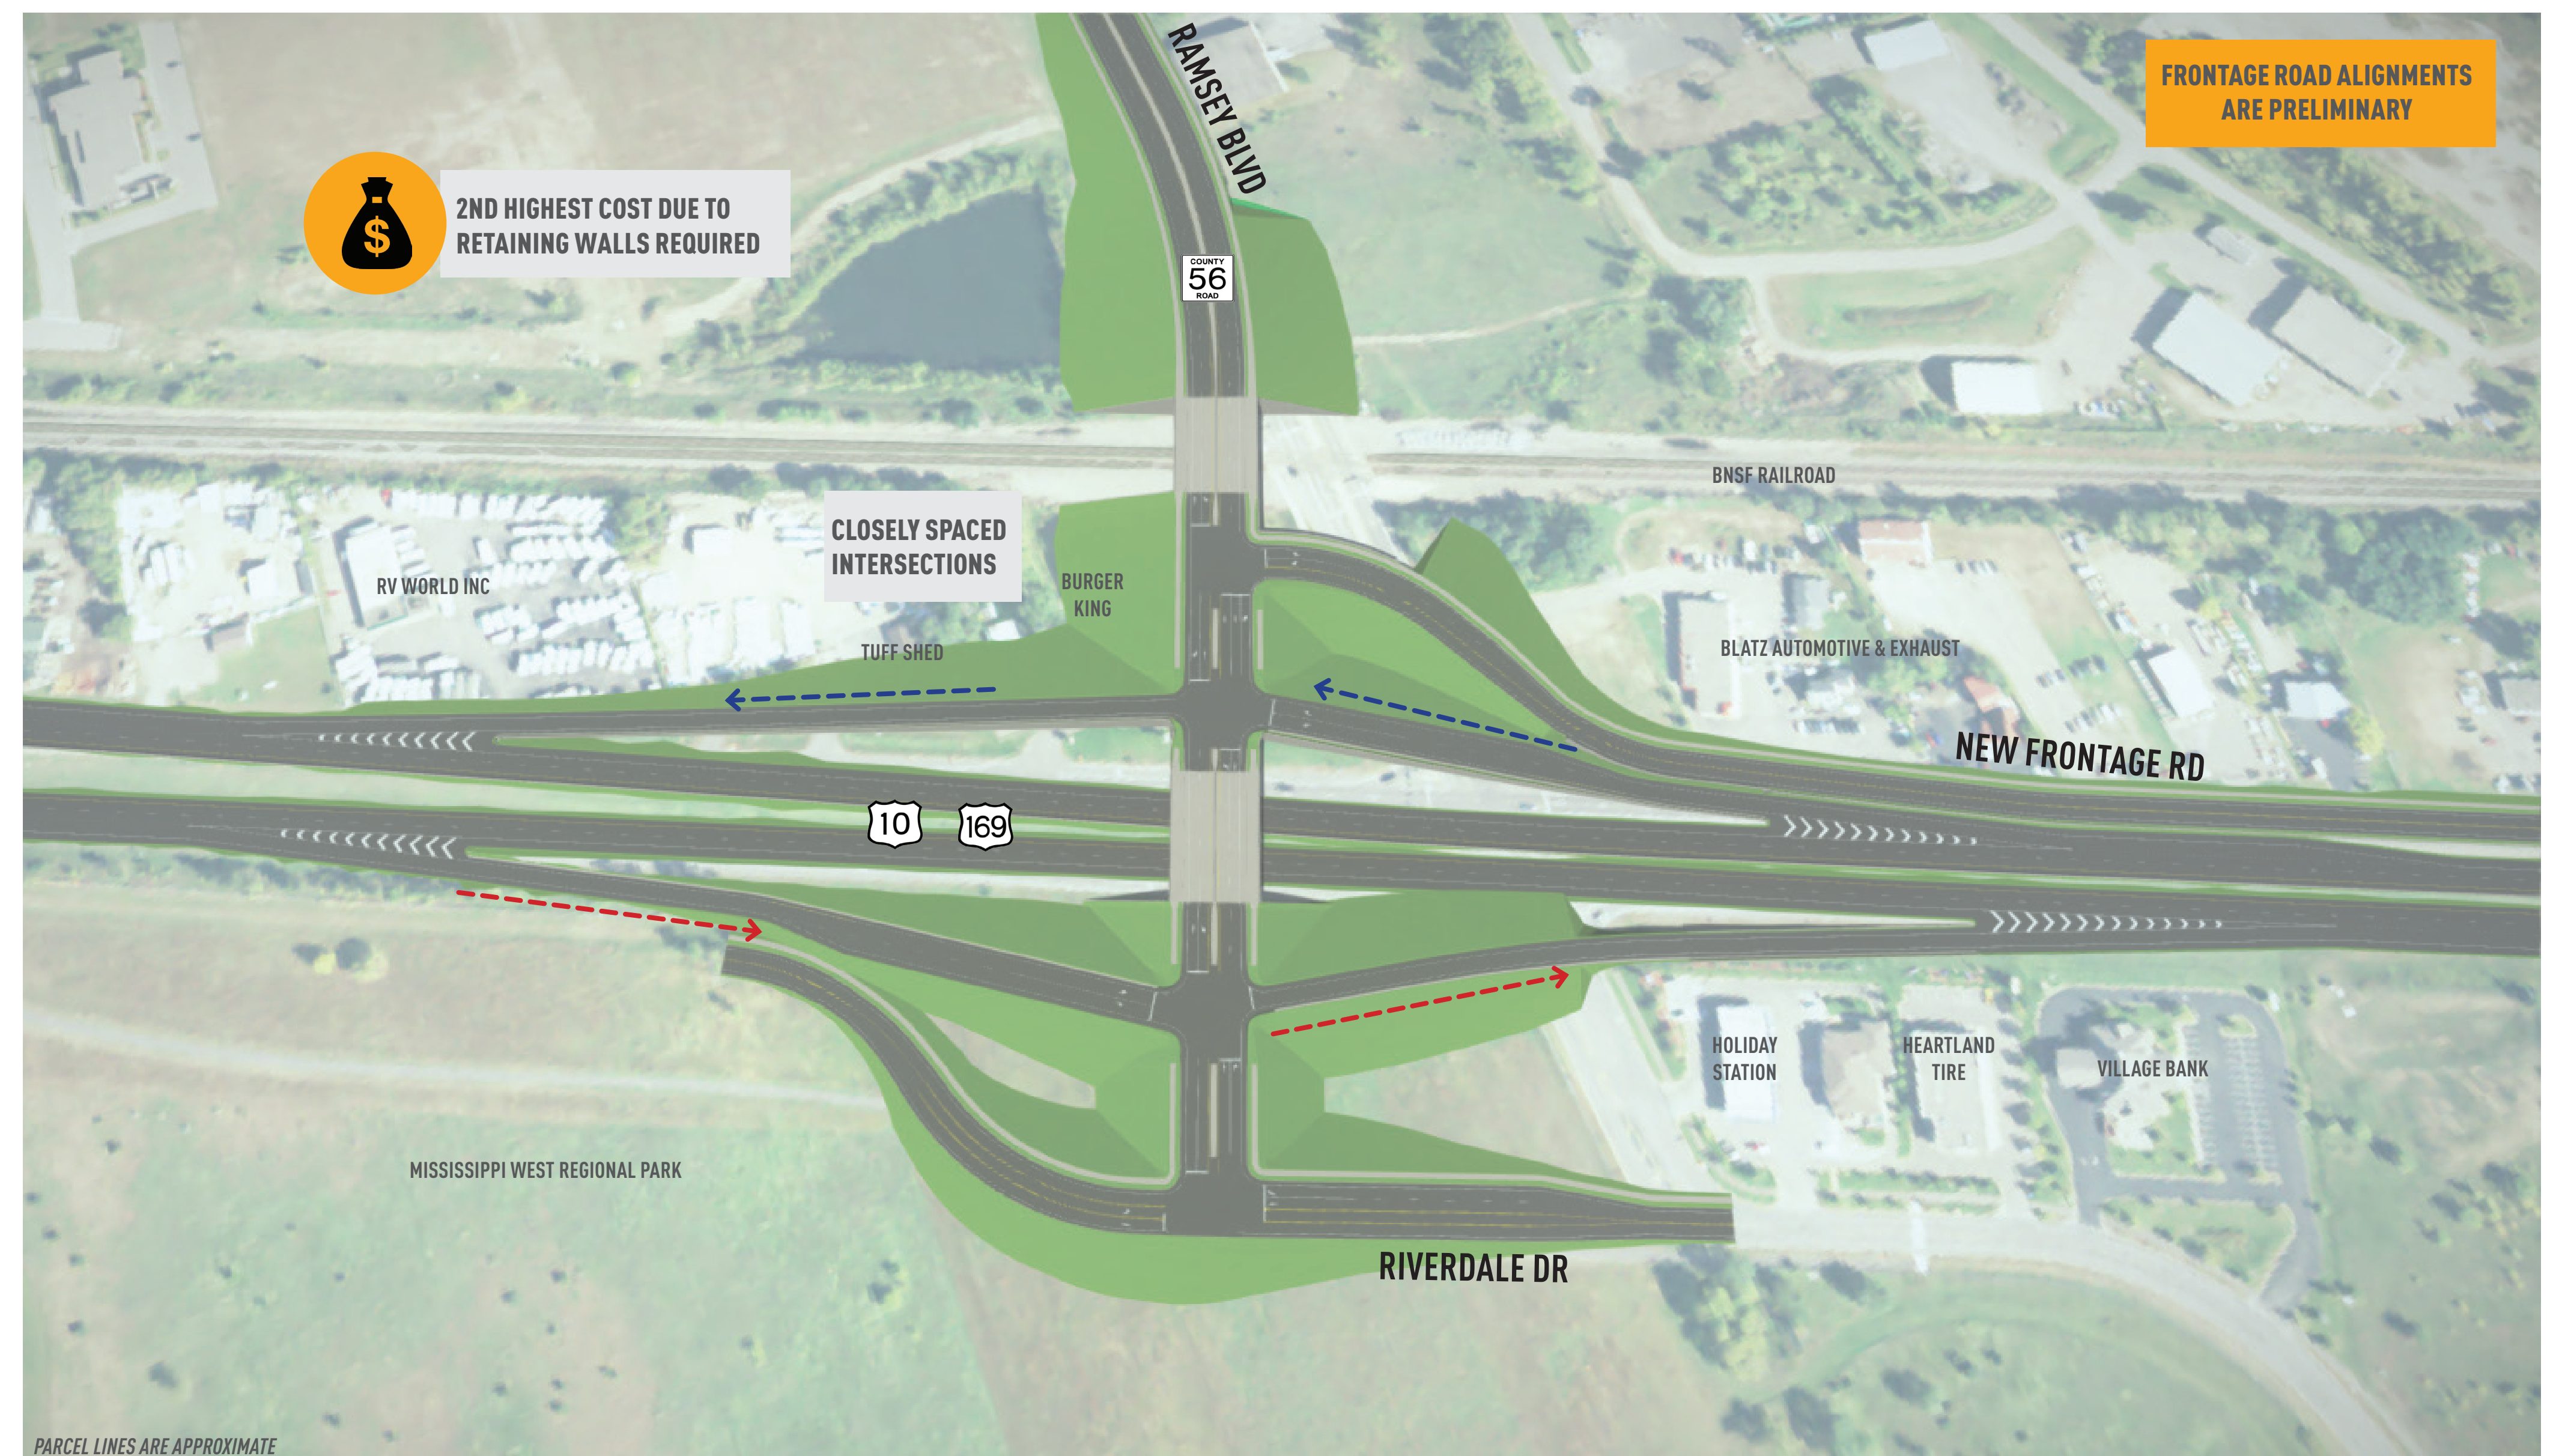 RAMSEY BLVD
FRONTAGE ROAD ALIGNMENTS
ARE PRELIMINARY
$
2ND HIGHEST COST DUE TO
RETAINING WALLS REQUIRED
COUNTY
56
ROAD
BNSF RAILROAD
CLOSELY SPACED
INTERSECTIONS
RV WORLD INC
BURGER
KING
TUFF SHED
BLATZ AUTOMOTIVE & EXHAUST
NEW FRONTAGE RD
10
169
HOLIDAY
STATION
HEARTLAND
TIRE
VILLAGE BANK
MISSISSIPPI WEST REGIONAL PARK
RIVERDALE DR
PARCEL LINES ARE APPROXIMATE